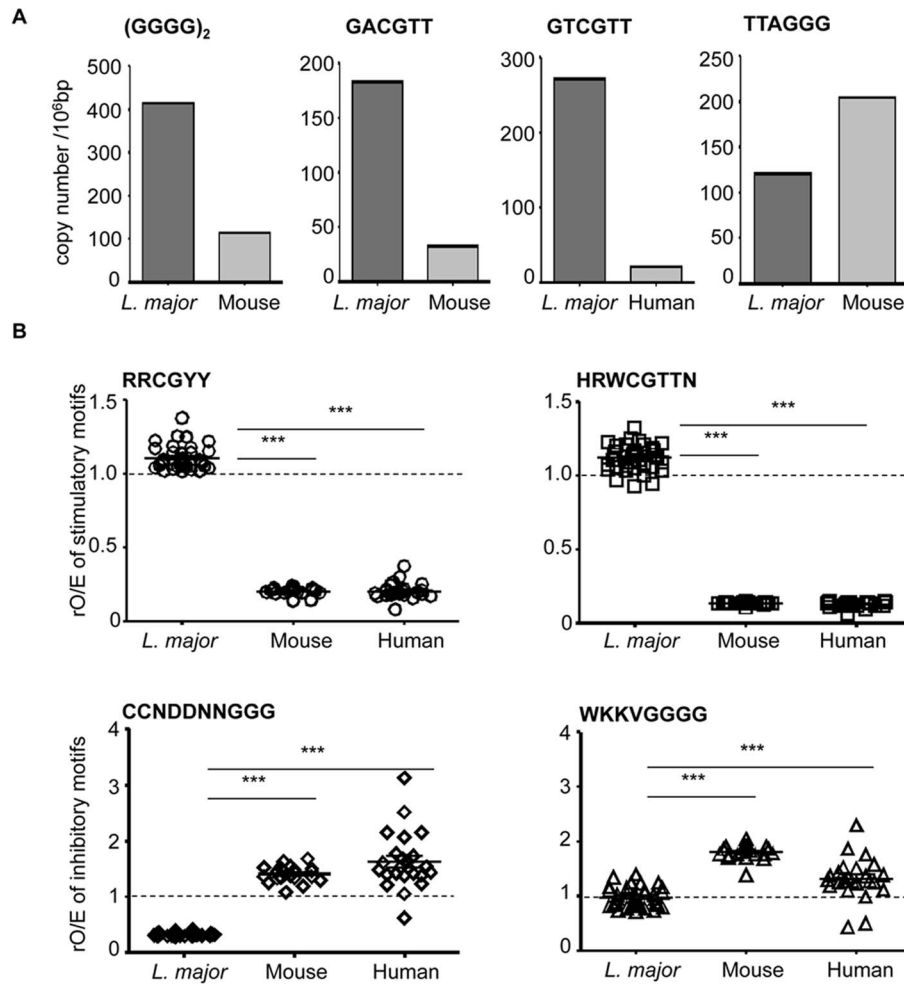 A
(GGGG)₂
GACGTT
GTCGTT
TTAGGG
copy number /10⁶bp
500
400
300
200
100
0
L. major
Mouse
200
150
100
50
0
L. major
Mouse
300
200
100
0
L. major
Human
250
200
150
100
50
0
L. major
Mouse
B
RRCGYY
rO/E of stimulatory motifs
1.5
1.0
0.5
0
***
***
L. major
Mouse
Human
HRWCGTTN
1.5
1.0
0.5
0
***
***
L. major
Mouse
Human
CCNDDNNGGG
rO/E of inhibitory motifs
4
3
2
1
0
***
***
L. major
Mouse
Human
WKKVGGGG
4
3
2
1
0
***
***
L. major
Mouse
Human